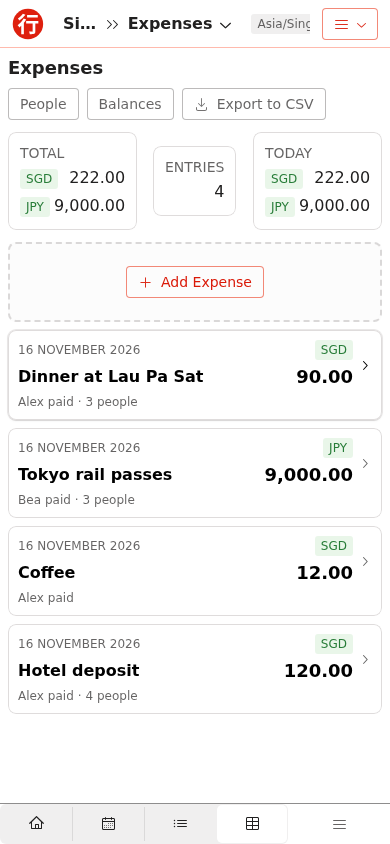 行
Si...
Expenses
Asia/Sing
Expenses
People
Balances
Export to CSV
TOTAL
SGD 222.00
JPY 9,000.00
ENTRIES
4
TODAY
SGD 222.00
JPY 9,000.00
Add Expense
16 NOVEMBER 2026
SGD
Dinner at Lau Pa Sat
90.00
Alex paid · 3 people
16 NOVEMBER 2026
JPY
Tokyo rail passes
9,000.00
Bea paid · 3 people
16 NOVEMBER 2026
SGD
Coffee
12.00
Alex paid
16 NOVEMBER 2026
SGD
Hotel deposit
120.00
Alex paid · 4 people